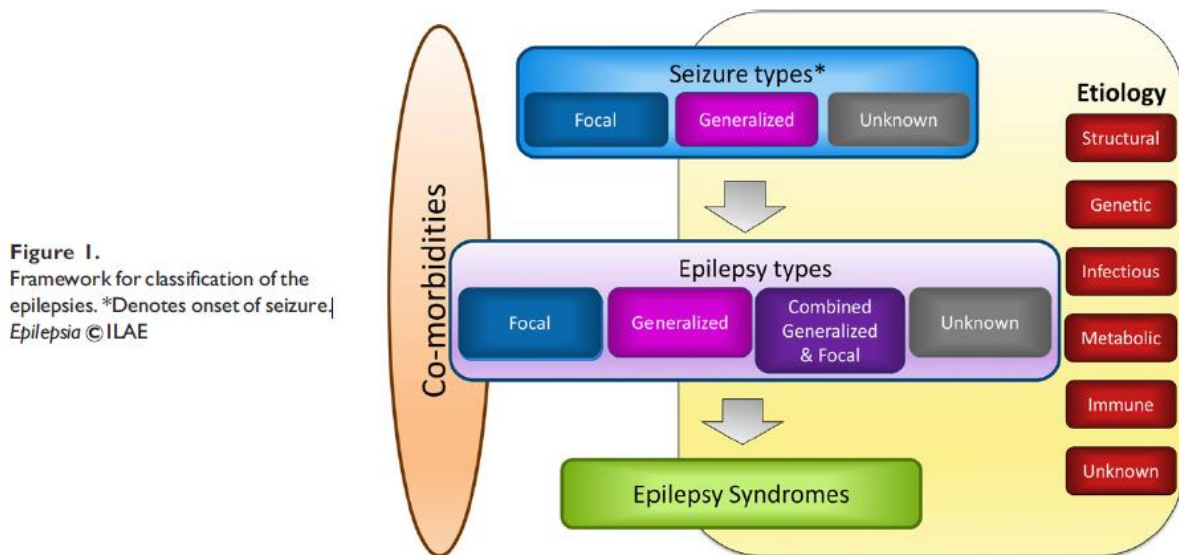 Figure 1.
Framework for classification of the
epilepsies. *Denotes onset of seizure.
Epilepsia © ILAE
Co-morbidities
Seizure types*
Focal
Generalized
Unknown
Epilepsy types
Focal
Generalized
Combined
Generalized
& Focal
Unknown
Epilepsy Syndromes
Etiology
Structural
Genetic
Infectious
Metabolic
Immune
Unknown